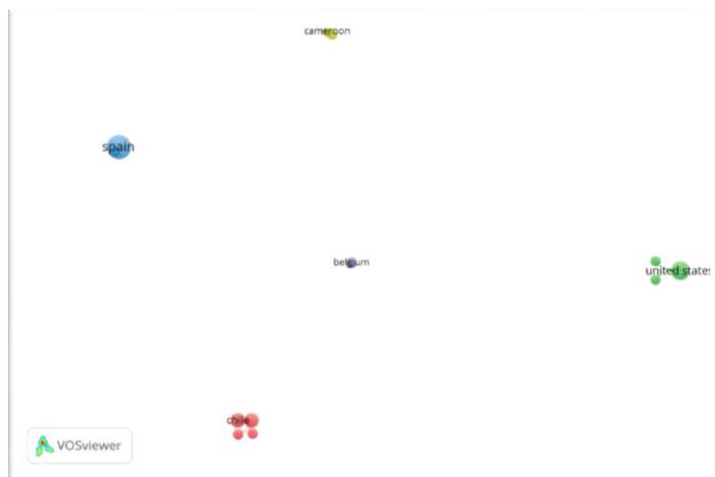 cameroon
spain
belgium
united states
chile
VOSviewer